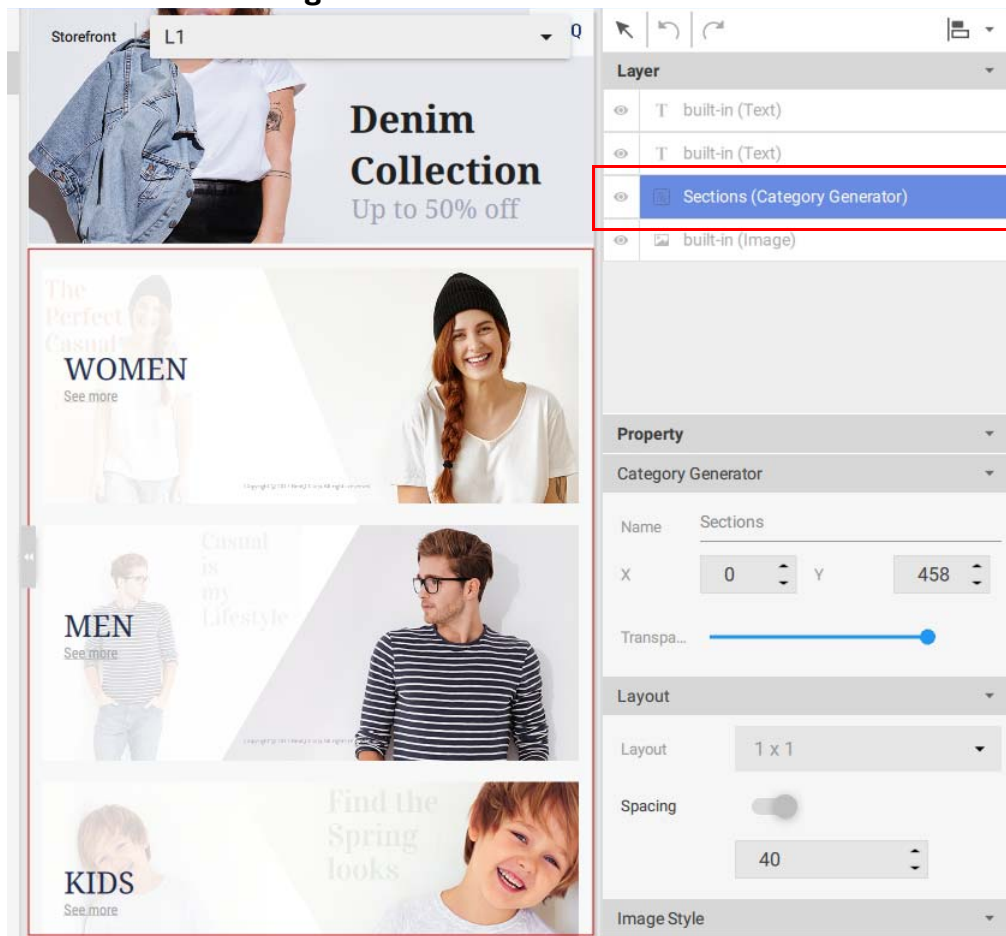 Storefront
L1
Q
Denim
Collection
Up to 50% off
The
Perfect
Casual
WOMEN
See more
Casual
is
my
Lifestyle
MEN
See more
Find the
Spring
looks
KIDS
See more
Layer
T built-in (Text)
T built-in (Text)
Sections (Category Generator)
built-in (Image)
Property
Category Generator
Name Sections
X 0 Y 458
Transpa...
Layout
Layout 1 x 1
Spacing
40
Image Style